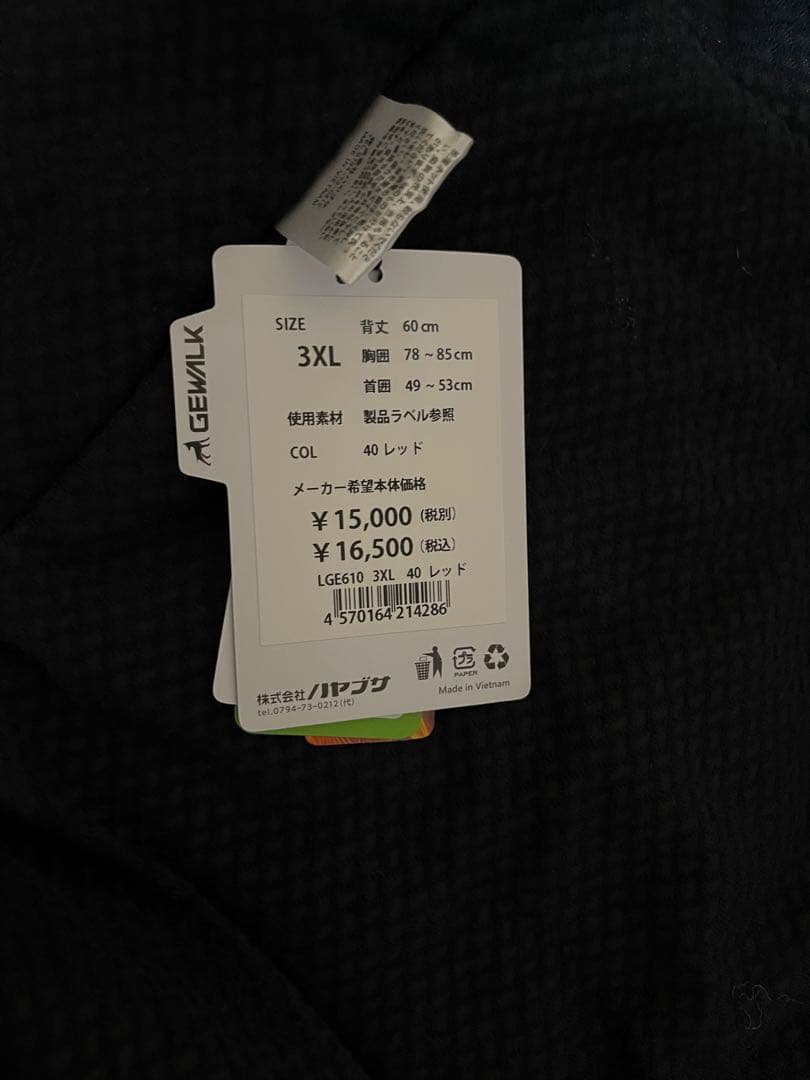 GEWALK
SIZE
3XL
背丈 60cm
胸囲 78~85cm
首囲 49~53cm
使用素材 製品ラベル参照
COL 40 レッド
メーカー希望本体価格
¥15,000 (税別)
¥16,500 (税込)
LGE610 3XL 40 レッド
4 570164 214286
プラ
PAPER
株式会社ハヤブサ
tel.0794-73-0212(代)
Made in Vietnam